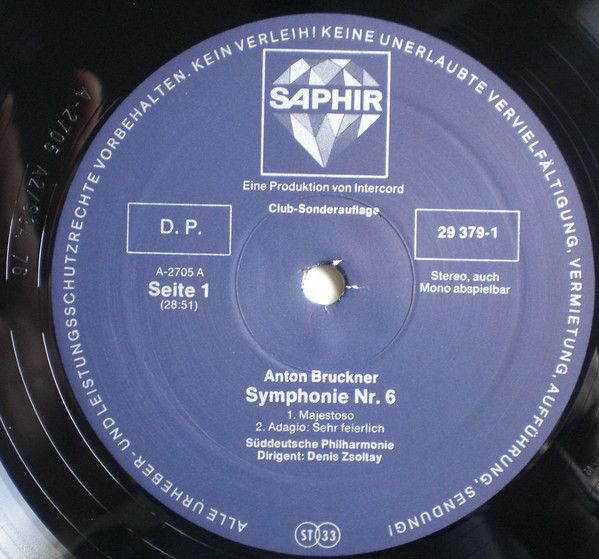 ALLE URHEBER- UND LEISTUNGSSCHUTZRECHTE VORBEHALTEN. KEIN VERLEIH! KEINE UNERLAUBTE VERVIELFÄLTIGUNG, VERMIETUNG, AUFFÜHRUNG, SENDUNG!
SAPHIR
Eine Produktion von Intercord
Club-Sonderauflage
D. P.
29 379-1
A-2705 A
Seite 1
(28:51)
Stereo, auch
Mono abspielbar
Anton Bruckner
Symphonie Nr. 6
1. Majestoso
2. Adagio: Sehr feierlich
Süddeutsche Philharmonie
Dirigent: Denis Zsoltay
ST 33
A-2705